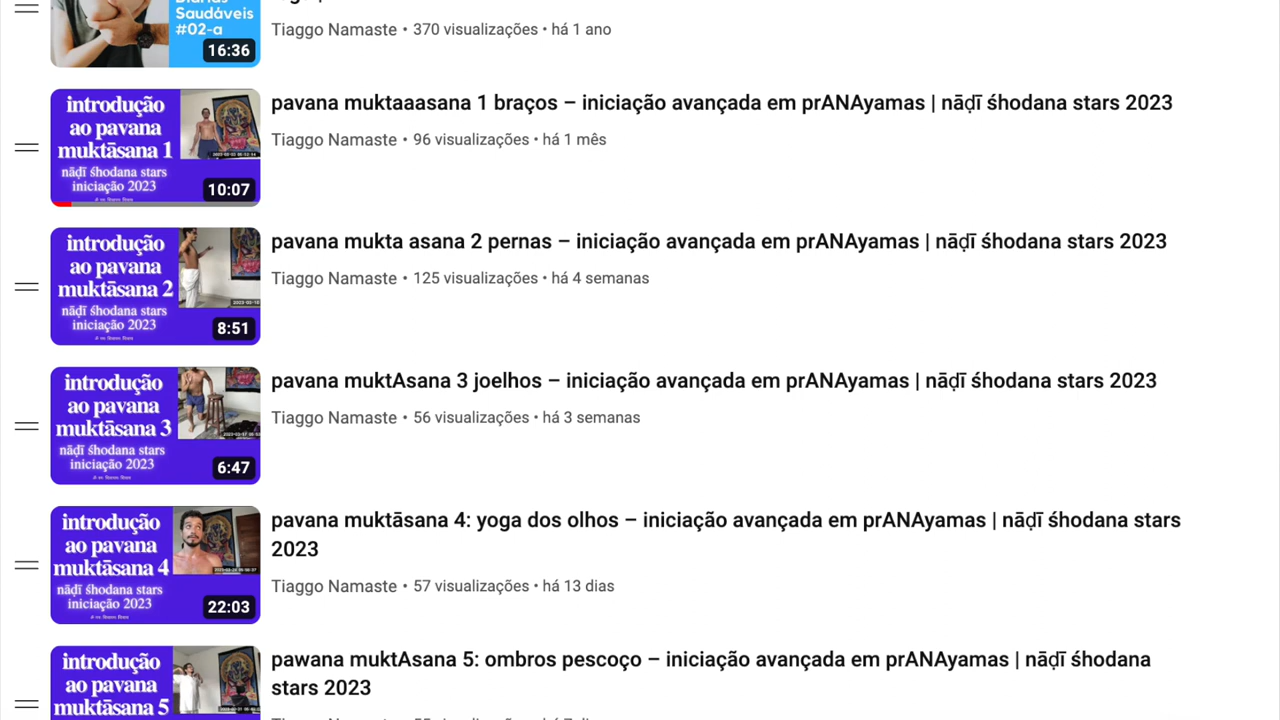 Diárias
Saudáveis
#02-a
16:36
Tiaggo Namaste • 370 visualizações • há 1 ano
introdução
ao pavana
muktāsana 1
nāḍī śhodana stars
iniciação 2023
10:07
pavana muktaaasana 1 braços – iniciação avançada em prANAyamas | nāḍī śhodana stars 2023
Tiaggo Namaste • 96 visualizações • há 1 mês
introdução
ao pavana
muktāsana 2
nāḍī śhodana stars
iniciação 2023
8:51
pavana mukta asana 2 pernas – iniciação avançada em prANAyamas | nāḍī śhodana stars 2023
Tiaggo Namaste • 125 visualizações • há 4 semanas
introdução
ao pavana
muktāsana 3
nāḍī śhodana stars
iniciação 2023
6:47
pavana muktAsana 3 joelhos – iniciação avançada em prANAyamas | nāḍī śhodana stars 2023
Tiaggo Namaste • 56 visualizações • há 3 semanas
introdução
ao pavana
muktāsana 4
nāḍī śhodana stars
iniciação 2023
22:03
pavana muktāsana 4: yoga dos olhos – iniciação avançada em prANAyamas | nāḍī śhodana stars
2023
Tiaggo Namaste • 57 visualizações • há 13 dias
introdução
ao pavana
muktāsana 5
pawana muktAsana 5: ombros pescoço – iniciação avançada em prANAyamas | nāḍī śhodana
stars 2023